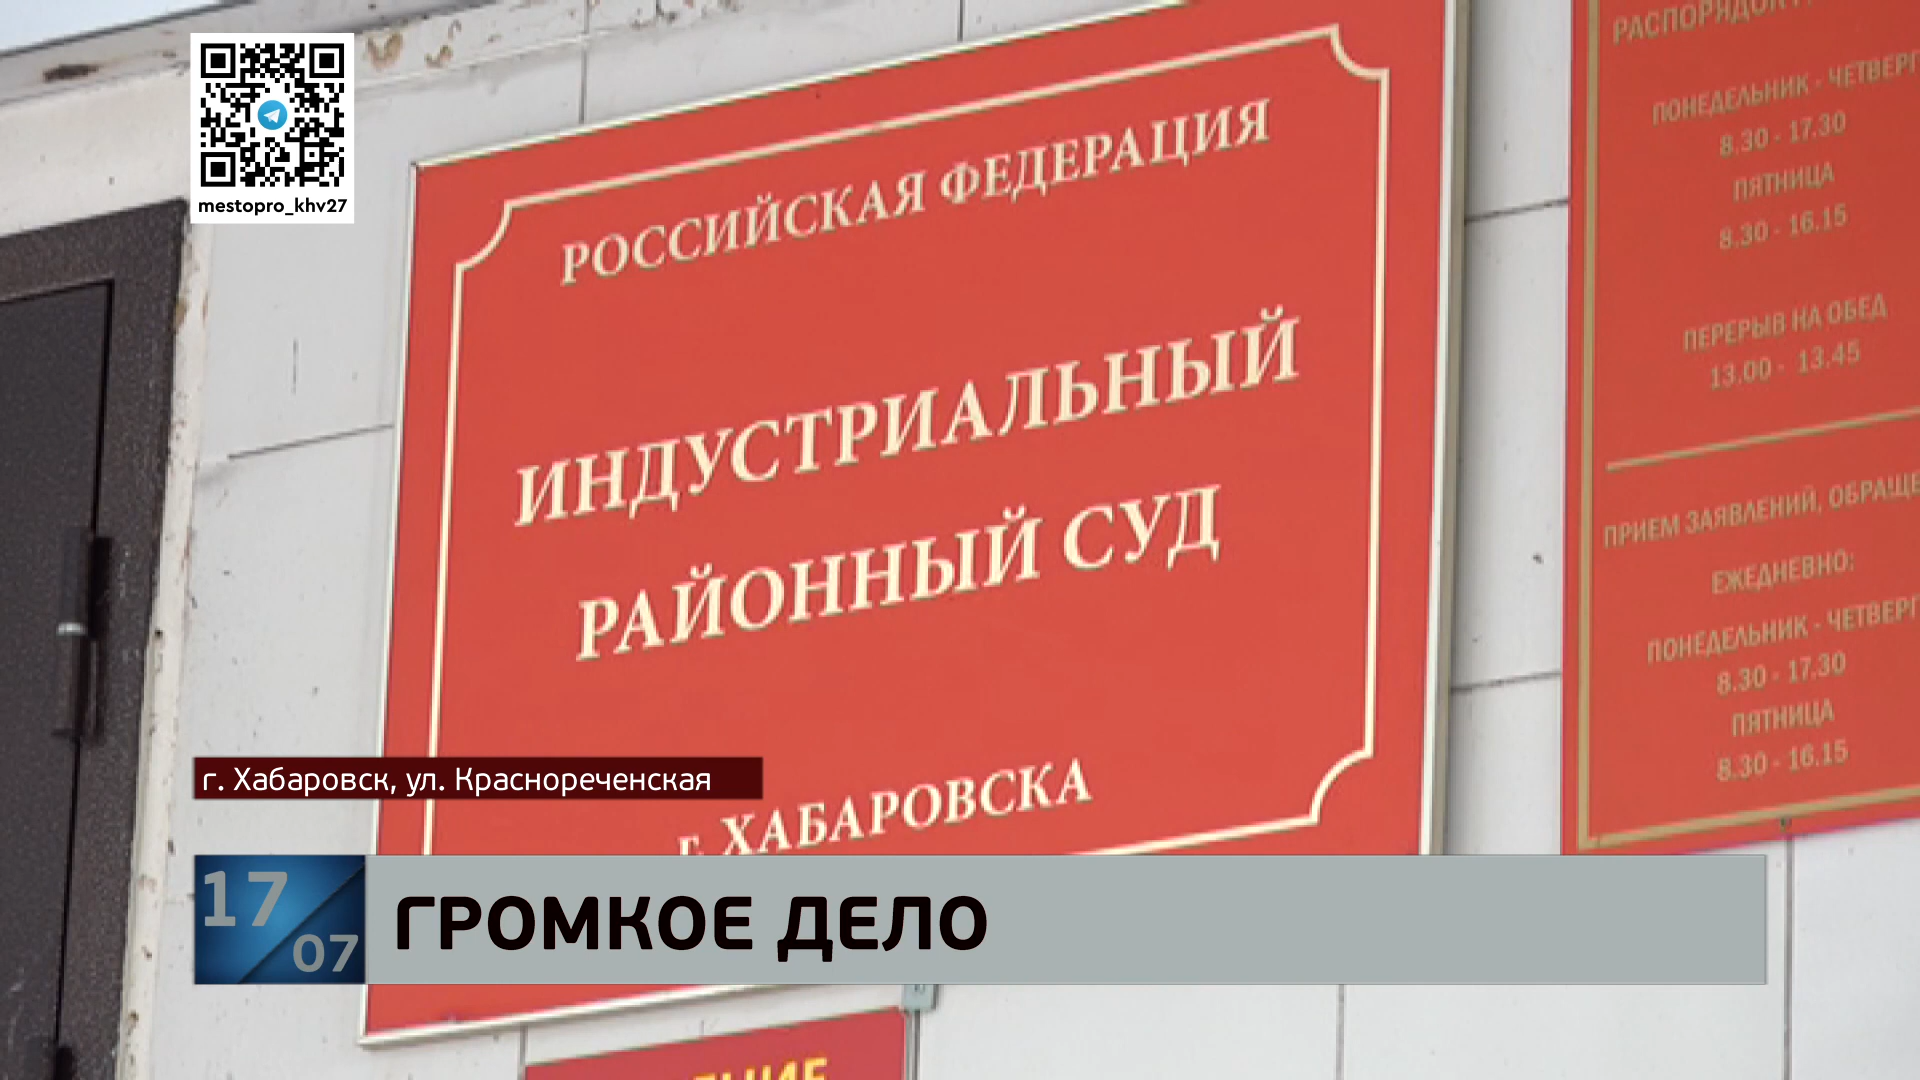 mestopro_khv27
РОССИЙСКАЯ ФЕДЕРАЦИЯ
ИНДУСТРИАЛЬНЫЙ
РАЙОННЫЙ СУД
г. ХАБАРОВСКА
ПОНЕДЕЛЬНИК - ЧЕТВЕРГ
8.30 - 17.30
ПЯТНИЦА
8.30 - 16.15
ПЕРЕРЫВ НА ОБЕД
13.00 - 13.45
ПРИЕМ ЗАЯВЛЕНИЙ,
ЕЖЕДНЕВНО:
ПОНЕДЕЛЬНИК - ЧЕТВЕРГ
8.30 - 17.30
ПЯТНИЦА
8.30 - 16.15
г. Хабаровск, ул. Краснореченская
17
07
ГРОМКОЕ ДЕЛО